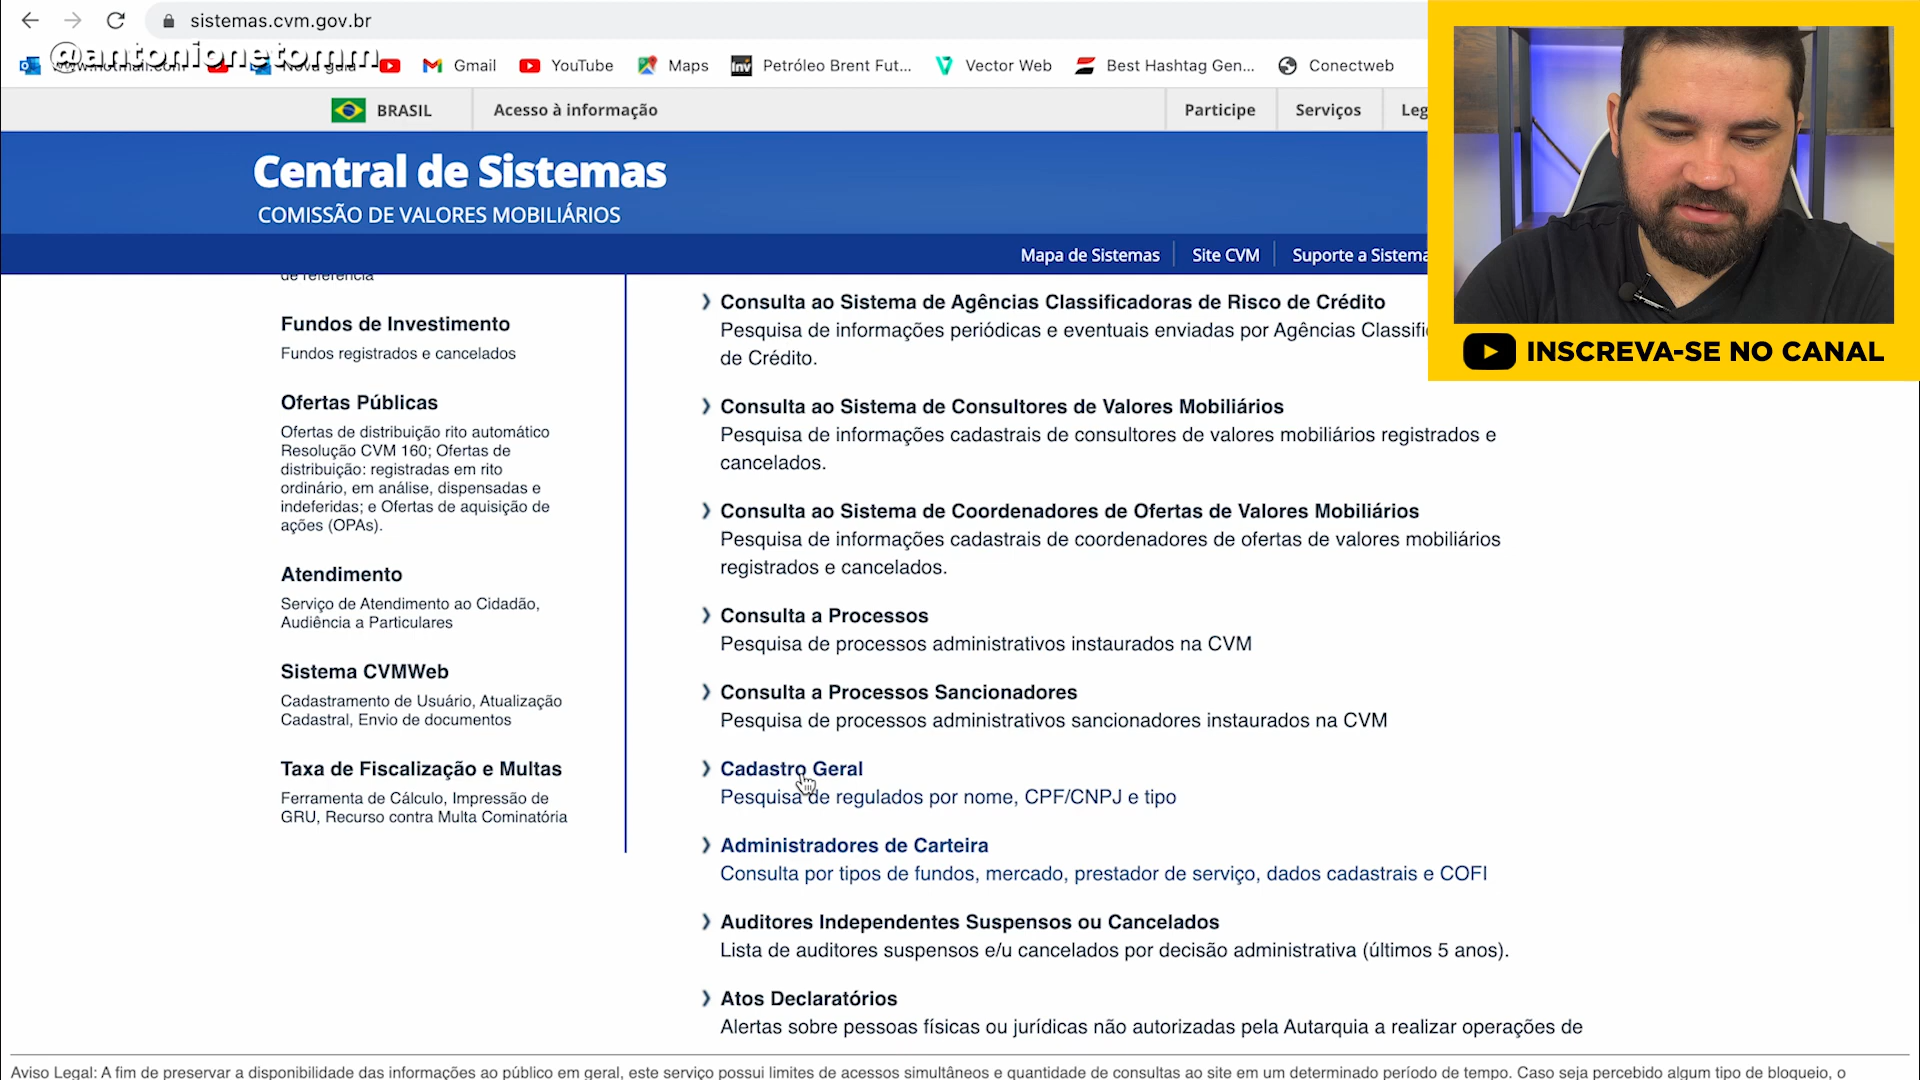 sistemas.cvm.gov.br
@antonionetomm
Gmail
YouTube
Maps
inv
Petróleo Brent Fut...
Vector Web
Best Hashtag Gen...
Conectweb
BRASIL
Acesso à informação
Participe
Serviços
Leg
Central de Sistemas
COMISSÃO DE VALORES MOBILIÁRIOS
Mapa de Sistemas
Site CVM
Suporte a Sistema
INSCREVA-SE NO CANAL
de referência
Fundos de Investimento
Fundos registrados e cancelados
Ofertas Públicas
Ofertas de distribuição rito automático
Resolução CVM 160; Ofertas de
distribuição: registradas em rito
ordinário, em análise, dispensadas e
indeferidas; e Ofertas de aquisição de
ações (OPAs).
Atendimento
Serviço de Atendimento ao Cidadão,
Audiência a Particulares
Sistema CVMWeb
Cadastramento de Usuário, Atualização
Cadastral, Envio de documentos
Taxa de Fiscalização e Multas
Ferramenta de Cálculo, Impressão de
GRU, Recurso contra Multa Cominatória
Consulta ao Sistema de Agências Classificadoras de Risco de Crédito
Pesquisa de informações periódicas e eventuais enviadas por Agências Classifi
de Crédito.
Consulta ao Sistema de Consultores de Valores Mobiliários
Pesquisa de informações cadastrais de consultores de valores mobiliários registrados e
cancelados.
Consulta ao Sistema de Coordenadores de Ofertas de Valores Mobiliários
Pesquisa de informações cadastrais de coordenadores de ofertas de valores mobiliários
registrados e cancelados.
Consulta a Processos
Pesquisa de processos administrativos instaurados na CVM
Consulta a Processos Sancionadores
Pesquisa de processos administrativos sancionadores instaurados na CVM
Cadastro Geral
Pesquisa de regulados por nome, CPF/CNPJ e tipo
Administradores de Carteira
Consulta por tipos de fundos, mercado, prestador de serviço, dados cadastrais e COFI
Auditores Independentes Suspensos ou Cancelados
Lista de auditores suspensos e/u cancelados por decisão administrativa (últimos 5 anos).
Atos Declaratórios
Alertas sobre pessoas físicas ou jurídicas não autorizadas pela Autarquia a realizar operações de
Aviso Legal: A fim de preservar a disponibilidade das informações ao público em geral, este serviço possui limites de acessos simultâneos e quantidade de consultas ao site em um determinado período de tempo. Caso seja percebido algum tipo de bloqueio, o